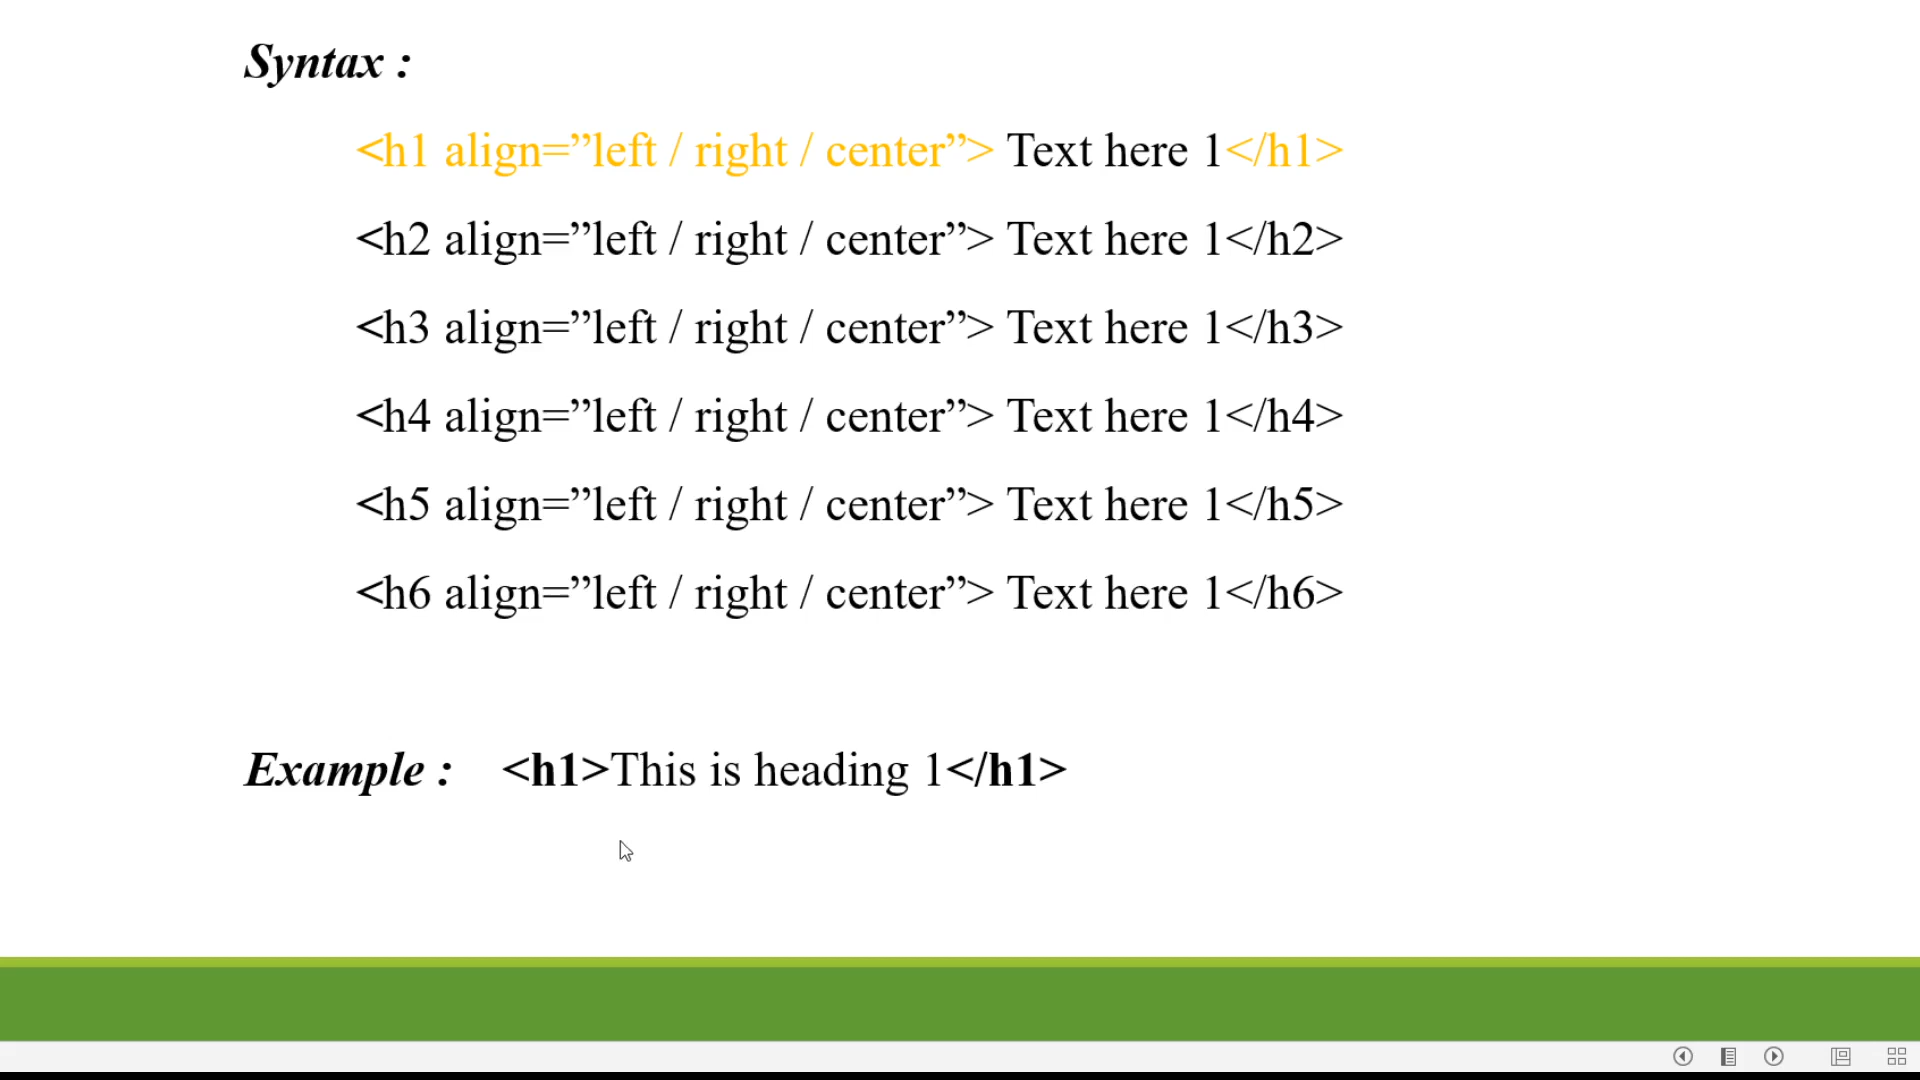 Syntax :
<h1 align=”left / right / center”> Text here 1</h1>
<h2 align=”left / right / center”> Text here 1</h2>
<h3 align=”left / right / center”> Text here 1</h3>
<h4 align=”left / right / center”> Text here 1</h4>
<h5 align=”left / right / center”> Text here 1</h5>
<h6 align=”left / right / center”> Text here 1</h6>
Example : <h1>This is heading 1</h1>